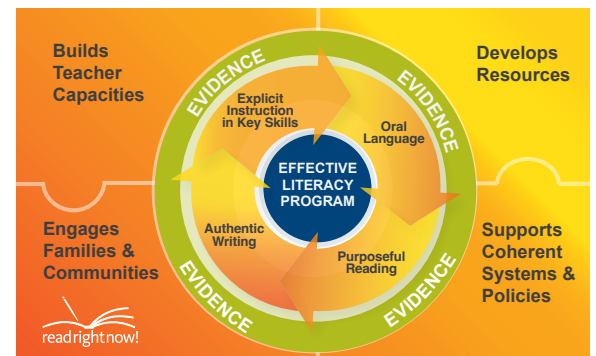 Builds
Teacher
Capacities
Develops
Resources
EVIDENCE
EVIDENCE
Explicit
Instruction
in Key Skills
Oral
Language
EFFECTIVE
LITERACY
PROGRAM
Authentic
Writing
Purposeful
Reading
EVIDENCE
EVIDENCE
Engages
Families &
Communities
Supports
Coherent
Systems &
Policies
readrightnow!